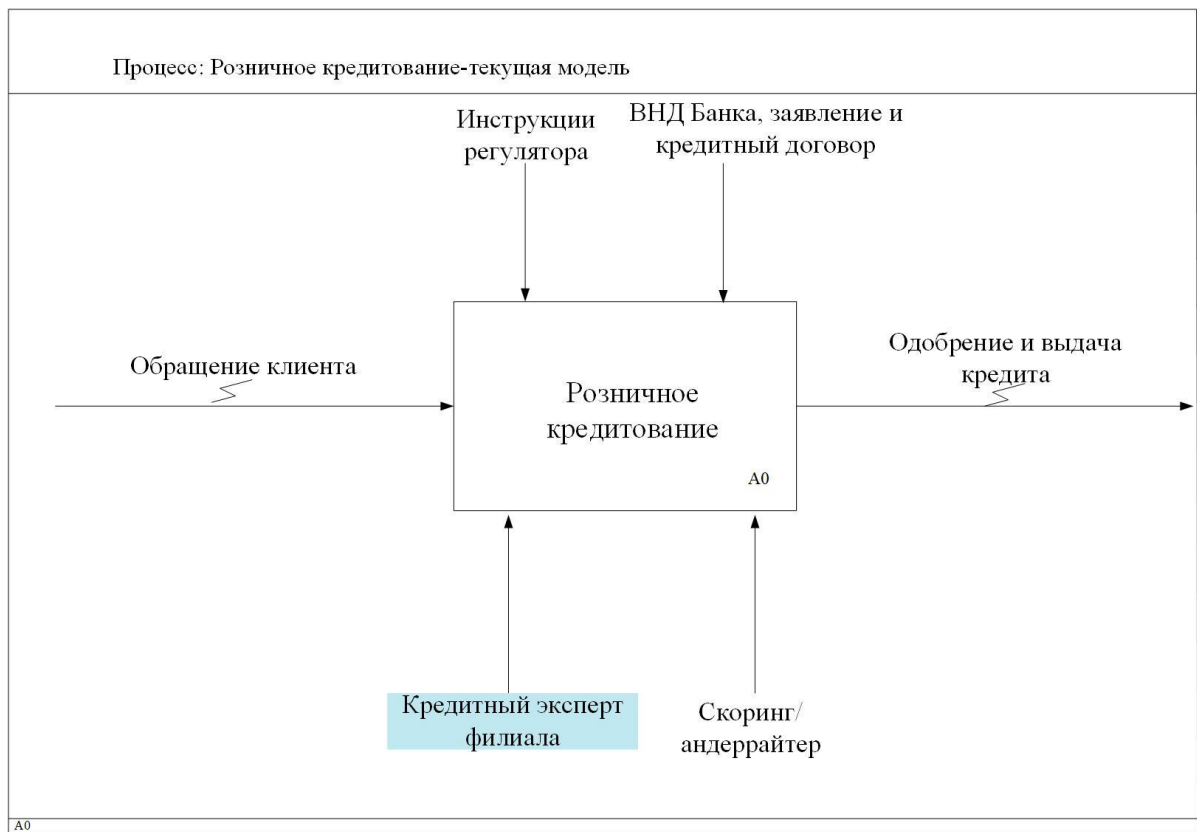 Процесс: Розничное кредитование-текущая модель
Инструкции
регулятора
ВНД Банка, заявление и
кредитный договор
Обращение клиента
Одобрение и выдача
кредита
Розничное
кредитование
A0
Кредитный эксперт
филиала
Скоринг/
андеррайтер
A0